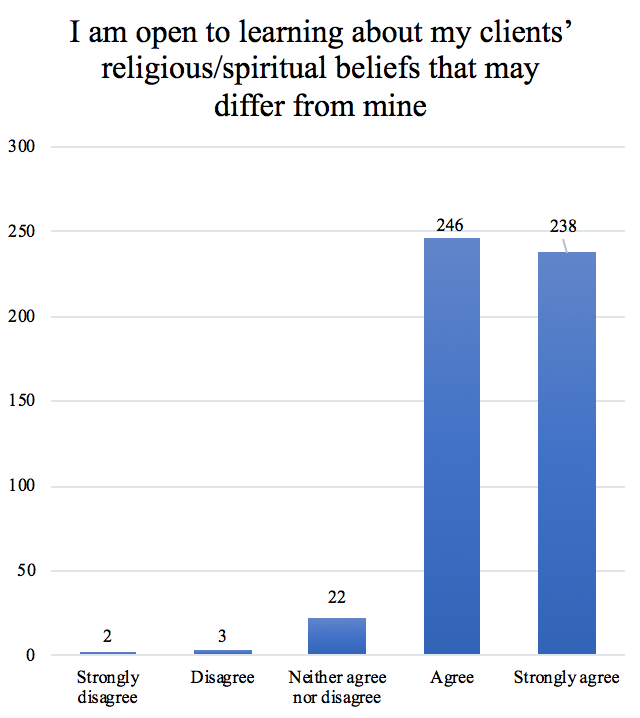 I am open to learning about my clients’
religious/spiritual beliefs that may
differ from mine
300
250
200
150
100
50
0
2
3
22
246
238
Strongly
disagree
Disagree
Neither agree
nor disagree
Agree
Strongly agree